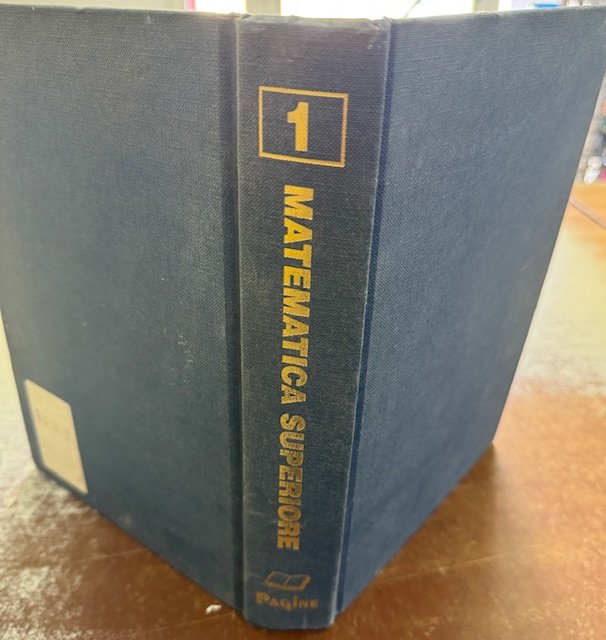 1
MATEMATICA SUPERIORE
PAGINE